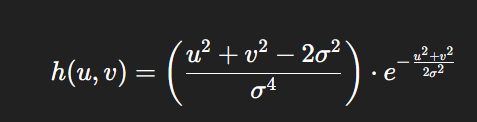 h(u, v) = ( (u² + v² − 2σ²) / σ⁴ ) · e^(−(u²+v²)/(2σ²))